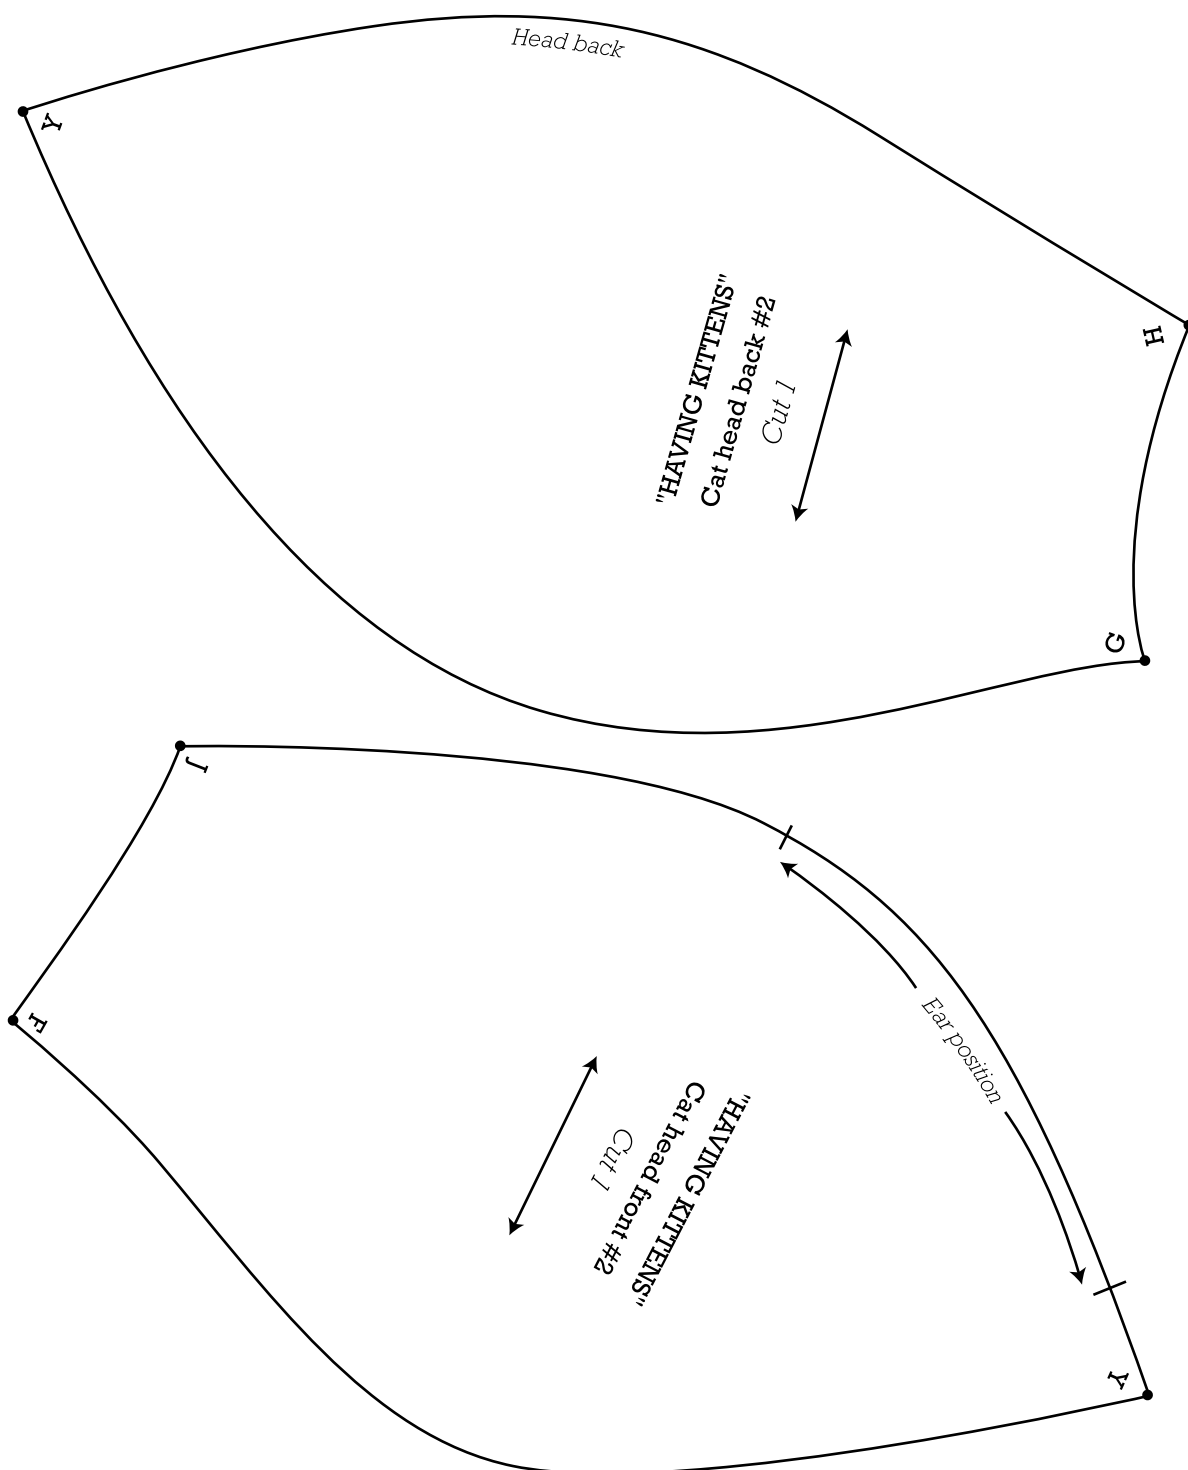 Head back
Y
"HAVING KITTENS"
Cat head back #2
Cut 1
H
G
J
F
Ear position
"HAVING KITTENS"
Cat head front #2
Cut 1
Y